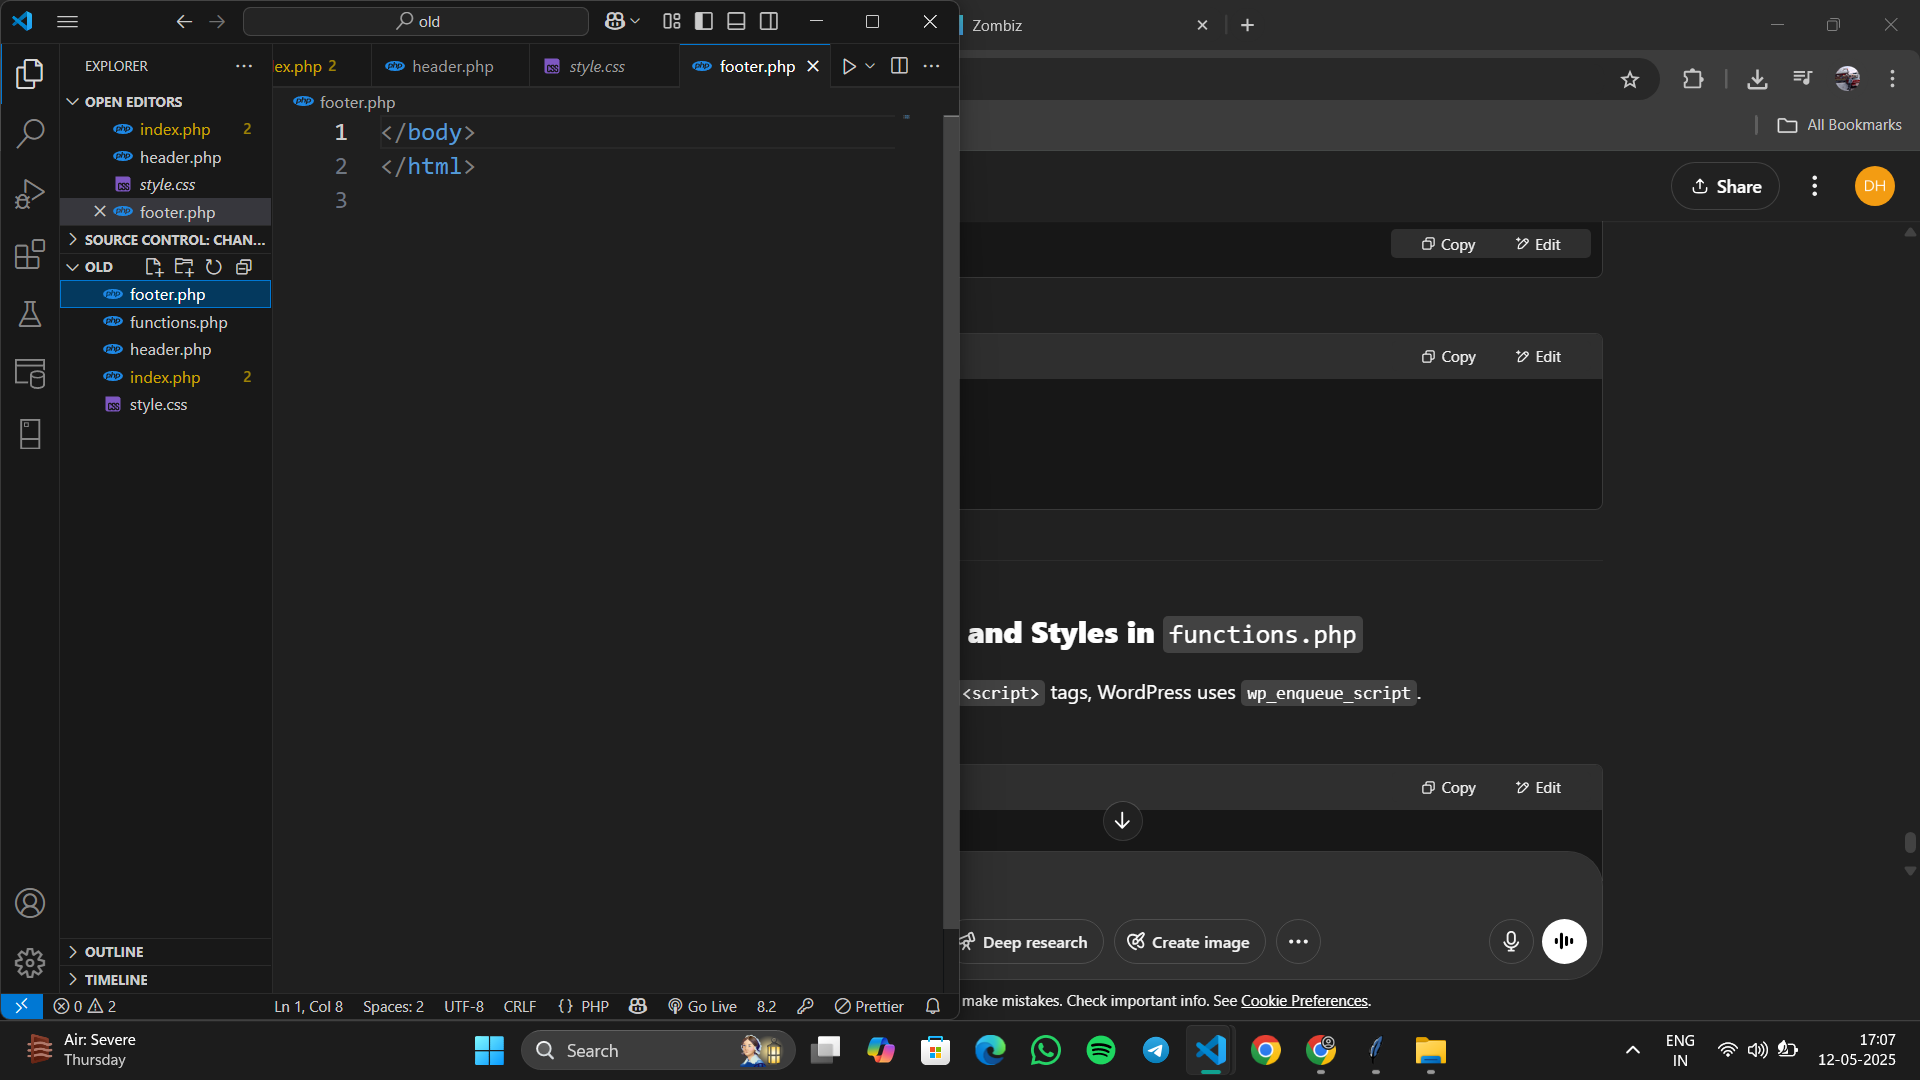 old
Zombiz
EXPLORER
ex.php 2
header.php
style.css
footer.php
OPEN EDITORS
index.php 2
header.php
style.css
footer.php
SOURCE CONTROL: CHAN...
OLD
footer.php
functions.php
header.php
index.php 2
style.css
OUTLINE
TIMELINE
footer.php
1 </body>
2 </html>
3
0 2
Ln 1, Col 8
Spaces: 2
UTF-8
CRLF
{} PHP
Go Live
8.2
Prettier
All Bookmarks
Share
DH
Copy
Edit
Copy
Edit
and Styles in functions.php
<script> tags, WordPress uses wp_enqueue_script.
Copy
Edit
Deep research
Create image
make mistakes. Check important info. See Cookie Preferences.
Air: Severe
Thursday
Search
ENG
IN
17:07
12-05-2025